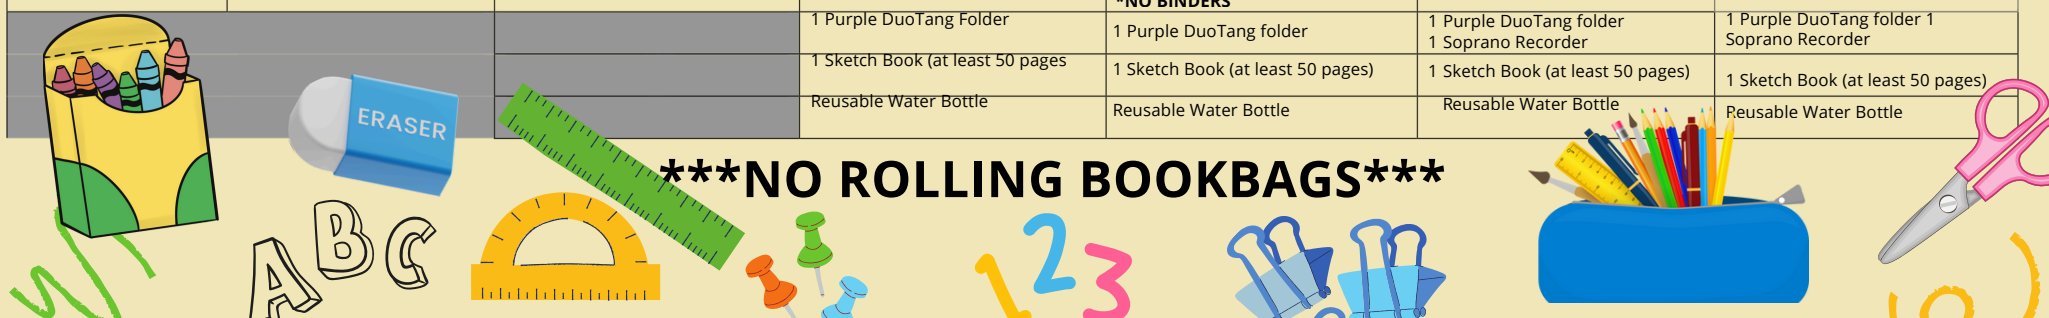 *NO BINDERS
1 Purple DuoTang Folder
1 Purple DuoTang folder
1 Purple DuoTang folder
1 Soprano Recorder
1 Purple DuoTang folder 1
Soprano Recorder
1 Sketch Book (at least 50 pages
1 Sketch Book (at least 50 pages)
1 Sketch Book (at least 50 pages)
1 Sketch Book (at least 50 pages)
Reusable Water Bottle
Reusable Water Bottle
Reusable Water Bottle
Reusable Water Bottle
ERASER
***NO ROLLING BOOKBAGS***
ABC
123